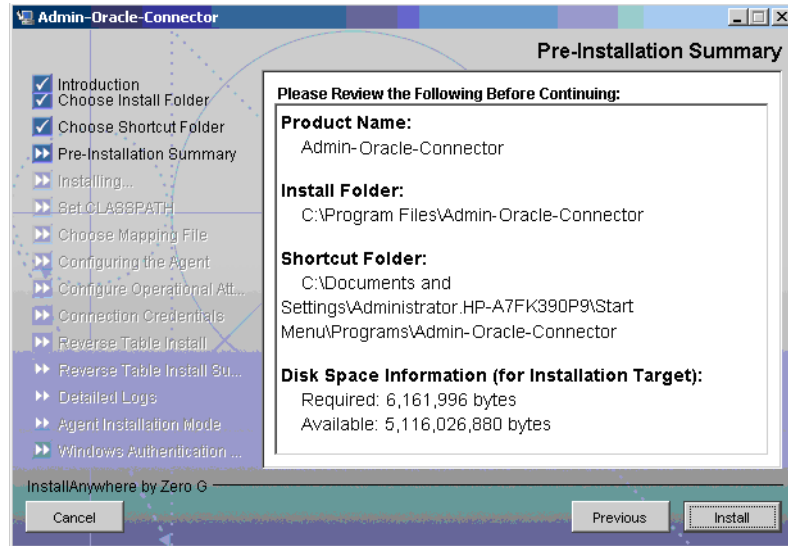 Admin-Oracle-Connector
Pre-Installation Summary
Introduction
Choose Install Folder
Choose Shortcut Folder
Pre-Installation Summary
Installing...
Set CLASSPATH
Choose Mapping File
Configuring the Agent
Configure Operational Att...
Connection Credentials
Reverse Table Install
Reverse Table Install Su...
Detailed Logs
Agent Installation Mode
Windows Authentication ...
Please Review the Following Before Continuing:
Product Name:
Admin-Oracle-Connector
Install Folder:
C:\Program Files\Admin-Oracle-Connector
Shortcut Folder:
C:\Documents and
Settings\Administrator.HP-A7FK390P9\Start
Menu\Programs\Admin-Oracle-Connector
Disk Space Information (for Installation Target):
Required: 6,161,996 bytes
Available: 5,116,026,880 bytes
InstallAnywhere by Zero G
Cancel
Previous
Install